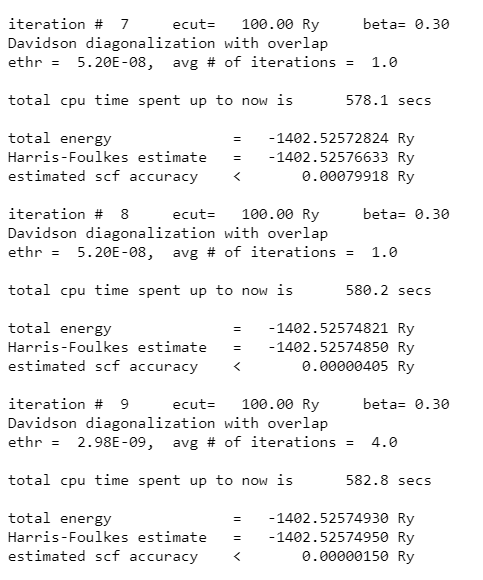 iteration #  7     ecut=   100.00 Ry     beta= 0.30
Davidson diagonalization with overlap
ethr =  5.20E-08,  avg # of iterations =  1.0
total cpu time spent up to now is      578.1 secs
total energy              =   -1402.52572824 Ry
Harris-Foulkes estimate   =   -1402.52576633 Ry
estimated scf accuracy    <       0.00079918 Ry
iteration #  8     ecut=   100.00 Ry     beta= 0.30
Davidson diagonalization with overlap
ethr =  5.20E-08,  avg # of iterations =  1.0
total cpu time spent up to now is      580.2 secs
total energy              =   -1402.52574821 Ry
Harris-Foulkes estimate   =   -1402.52574850 Ry
estimated scf accuracy    <       0.00000405 Ry
iteration #  9     ecut=   100.00 Ry     beta= 0.30
Davidson diagonalization with overlap
ethr =  2.98E-09,  avg # of iterations =  4.0
total cpu time spent up to now is      582.8 secs
total energy              =   -1402.52574930 Ry
Harris-Foulkes estimate   =   -1402.52574950 Ry
estimated scf accuracy    <       0.00000150 Ry